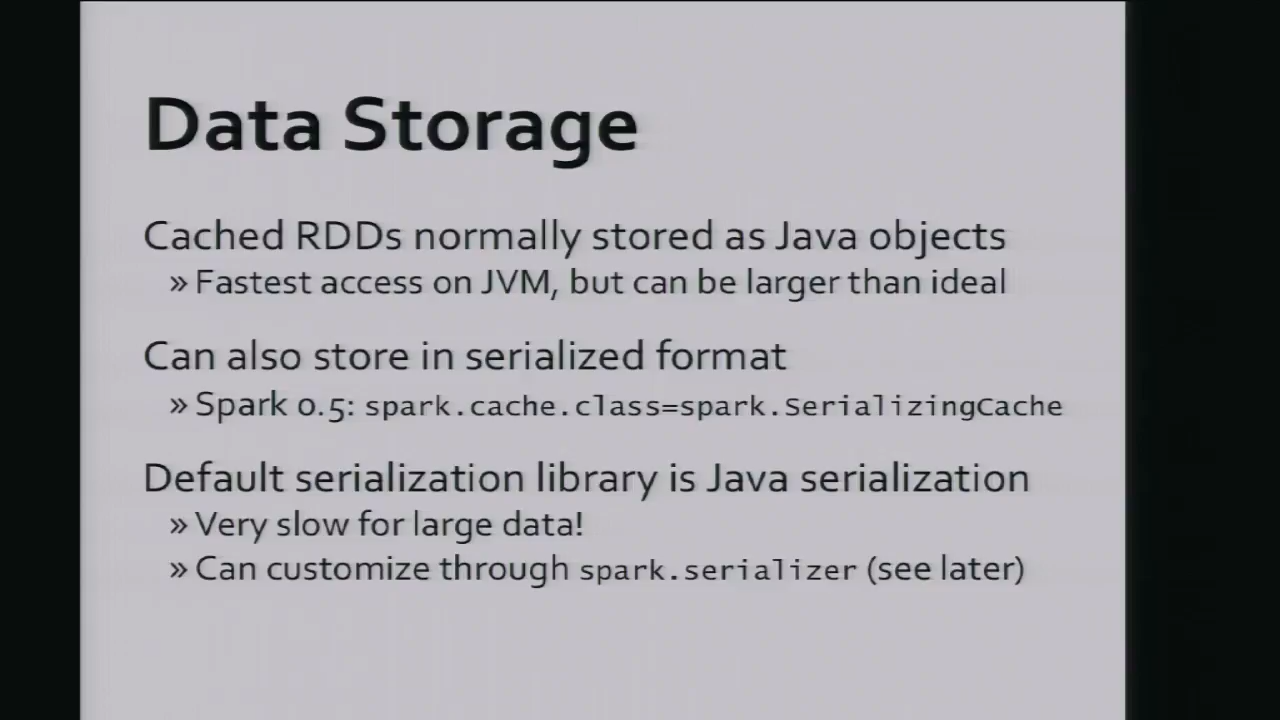 Data Storage
Cached RDDs normally stored as Java objects
» Fastest access on JVM, but can be larger than ideal
Can also store in serialized format
» Spark 0.5: spark.cache.class=spark.SerializingCache
Default serialization library is Java serialization
» Very slow for large data!
» Can customize through spark.serializer (see later)